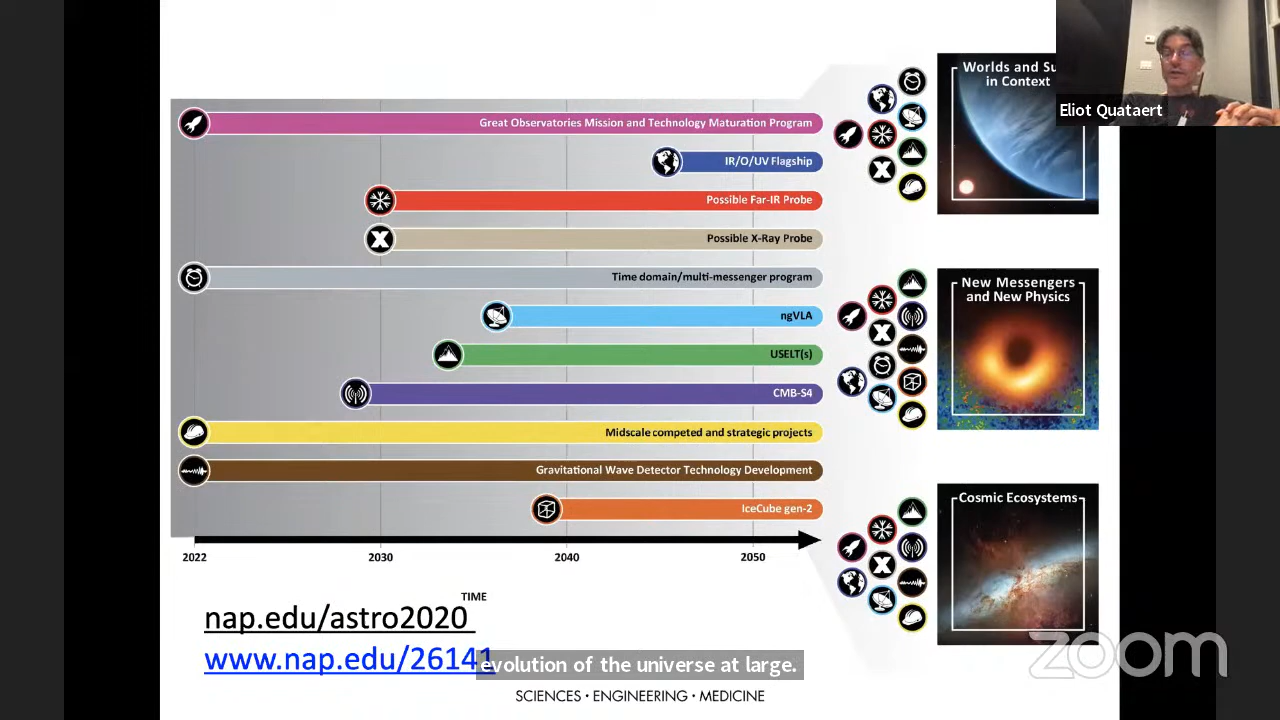 Great Observatories Mission and Technology Maturation Program
IR/O/UV Flagship
Possible Far-IR Probe
Possible X-Ray Probe
Time domain/multi-messenger program
ngVLA
USELT(s)
CMB-S4
Midscale competed and strategic projects
Gravitational Wave Detector Technology Development
IceCube gen-2
2022
2030
2040
2050
TIME
Worlds and
in Context
New Messengers
and New Physics
Cosmic Ecosystems
Eliot Quataert
nap.edu/astro2020
www.nap.edu/26141
evolution of the universe at large.
SCIENCES · ENGINEERING · MEDICINE
zoom